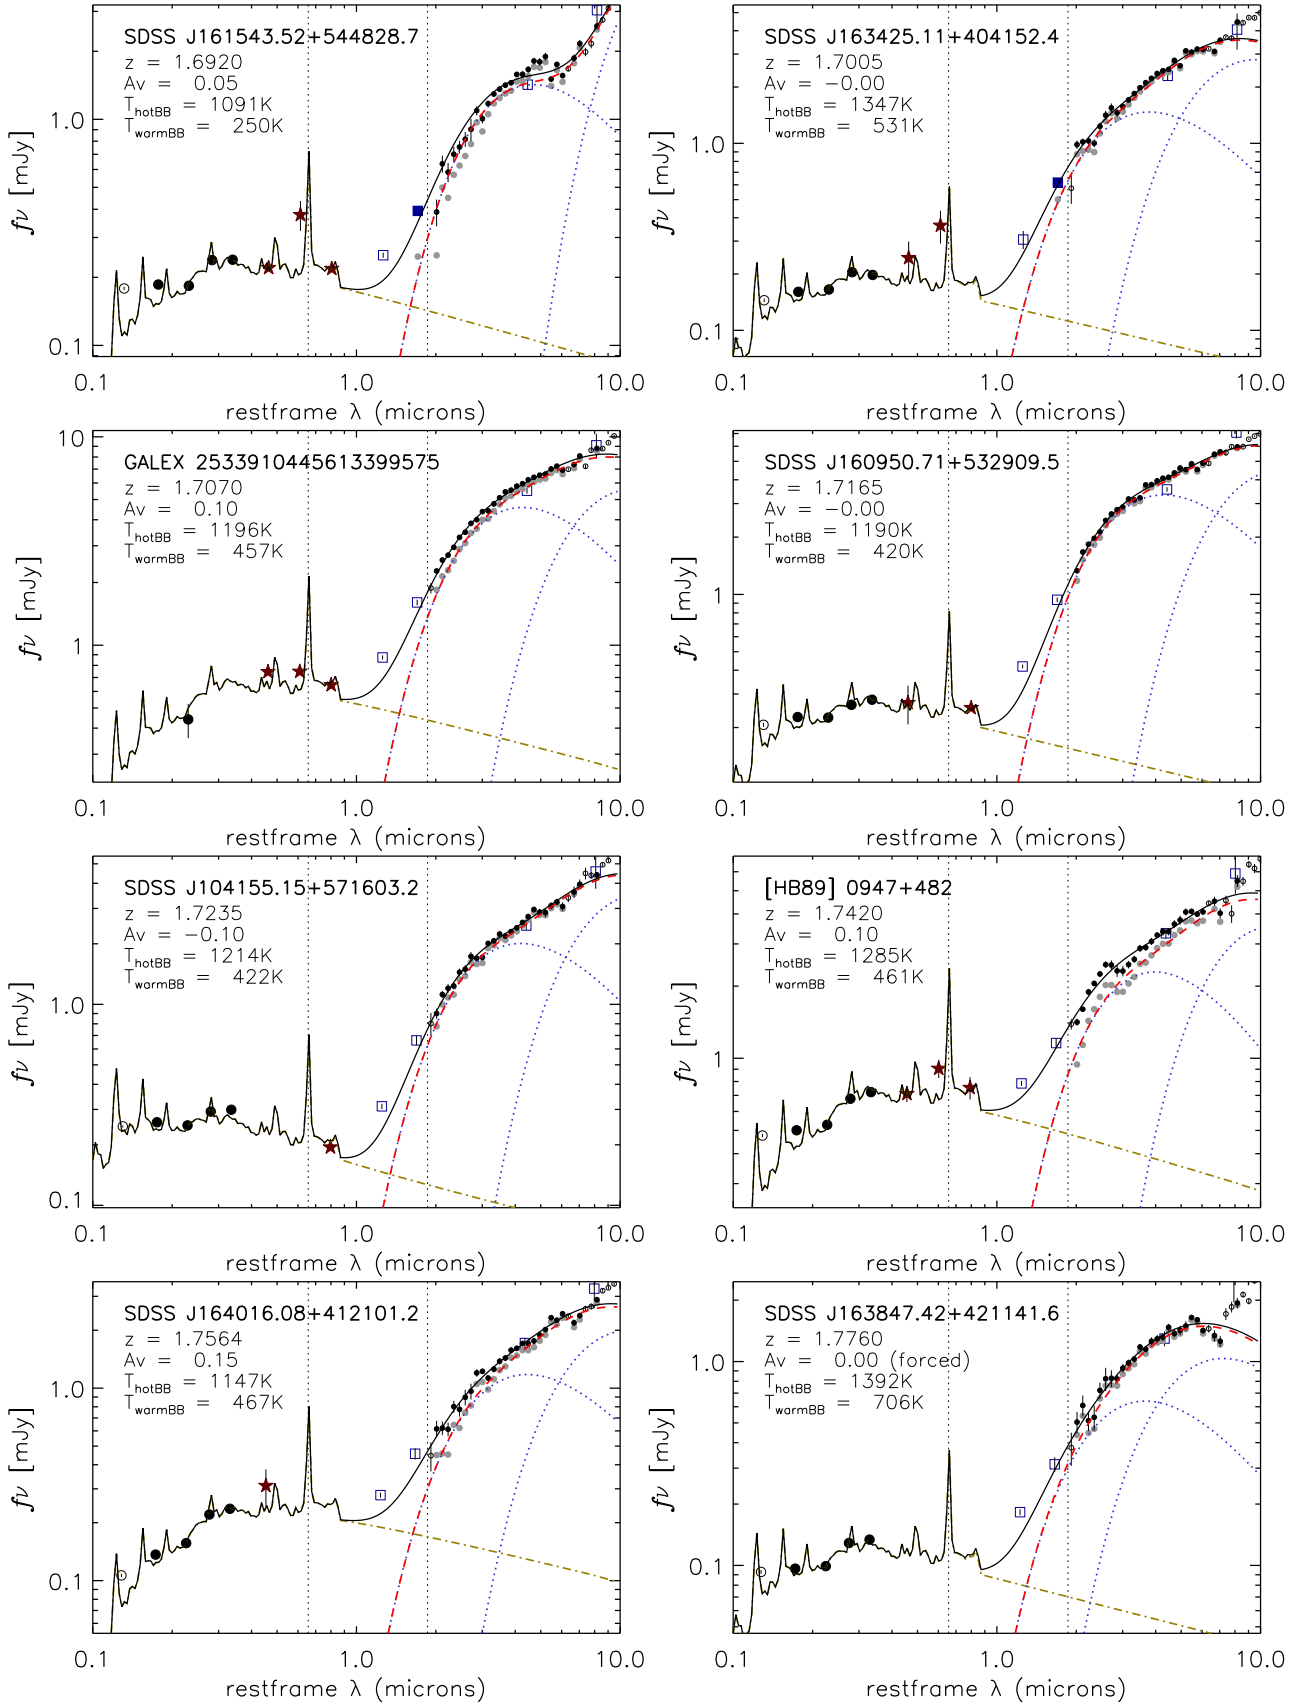 SDSS J161543.52+544828.7
z = 1.6920
Av = 0.05
ThotBB = 1091K
TwarmBB = 250K
fν [mJy]
1.0
0.1
0.1 1.0 10.0
restframe λ (microns)
SDSS J163425.11+404152.4
z = 1.7005
Av = −0.00
ThotBB = 1347K
TwarmBB = 531K
fν [mJy]
1.0
0.1
0.1 1.0 10.0
restframe λ (microns)
GALEX 2533910445613399575
z = 1.7070
Av = 0.10
ThotBB = 1196K
TwarmBB = 457K
fν [mJy]
10
1
0.1 1.0 10.0
restframe λ (microns)
SDSS J160950.71+532909.5
z = 1.7165
Av = −0.00
ThotBB = 1190K
TwarmBB = 420K
fν [mJy]
1
0.1 1.0 10.0
restframe λ (microns)
SDSS J104155.15+571603.2
z = 1.7235
Av = −0.10
ThotBB = 1214K
TwarmBB = 422K
fν [mJy]
1.0
0.1
0.1 1.0 10.0
restframe λ (microns)
[HB89] 0947+482
z = 1.7420
Av = 0.10
ThotBB = 1285K
TwarmBB = 461K
fν [mJy]
1
0.1 1.0 10.0
restframe λ (microns)
SDSS J164016.08+412101.2
z = 1.7564
Av = 0.15
ThotBB = 1147K
TwarmBB = 467K
fν [mJy]
1.0
0.1
0.1 1.0 10.0
restframe λ (microns)
SDSS J163847.42+421141.6
z = 1.7760
Av = 0.00 (forced)
ThotBB = 1392K
TwarmBB = 706K
fν [mJy]
1.0
0.1
0.1 1.0 10.0
restframe λ (microns)